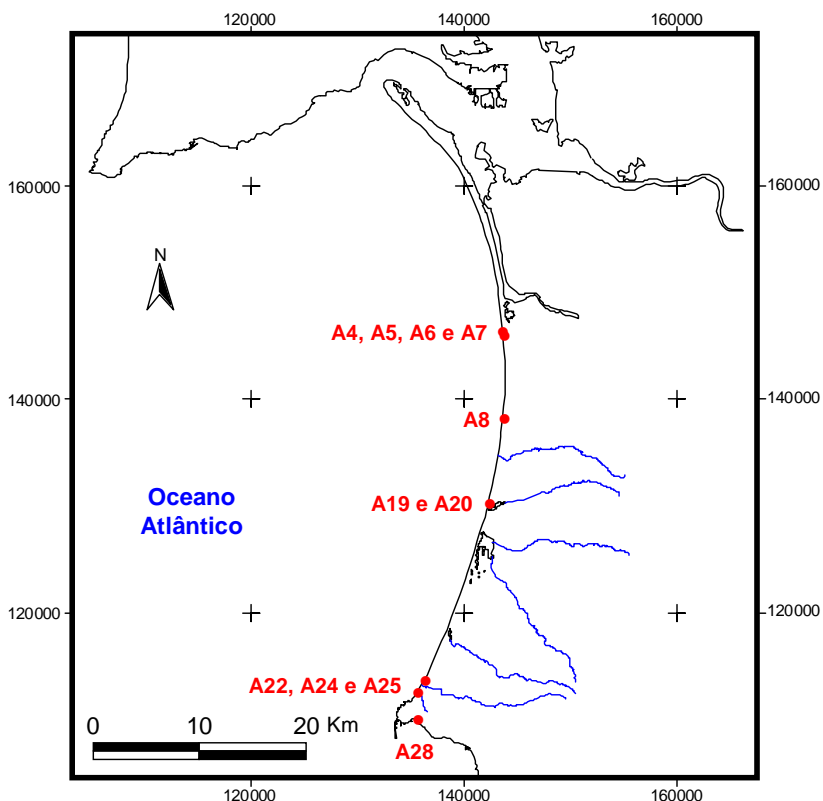 120000 140000 160000
160000 160000
N
A4, A5, A6 e A7
140000 140000
A8
Oceano
Atlântico
A19 e A20
120000 120000
A22, A24 e A25
0 10 20 Km
A28
120000 140000 160000